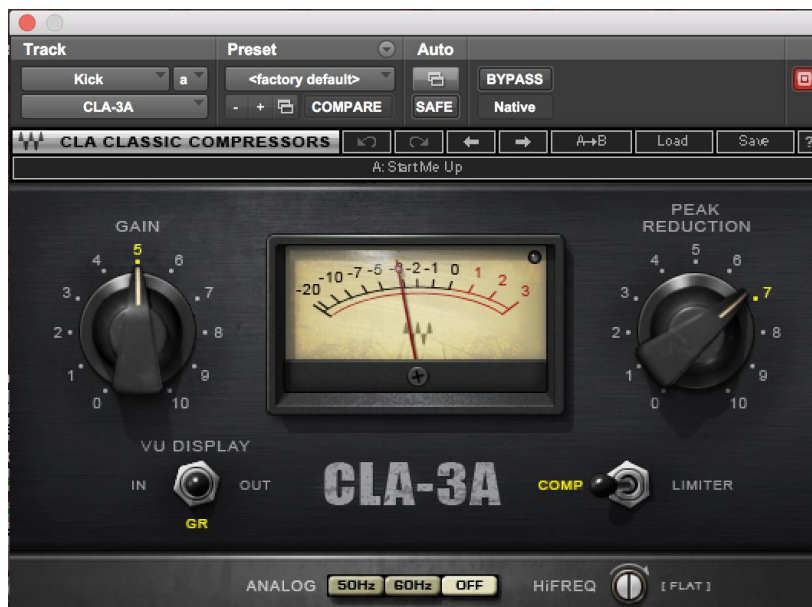 Track Preset Auto
Kick a <factory default> BYPASS
CLA-3A - + COMPARE SAFE Native
CLA CLASSIC COMPRESSORS A→B Load Save ?
A: Start Me Up
GAIN
0 1 2 3 4 5 6 7 8 9 10
-20 -10 -7 -5 -3 -2 -1 0 1 2 3
PEAK
REDUCTION
0 1 2 3 4 5 6 7 8 9 10
VU DISPLAY
IN OUT
GR
CLA-3A
COMP LIMITER
ANALOG 50Hz 60Hz OFF HiFREQ [ FLAT ]